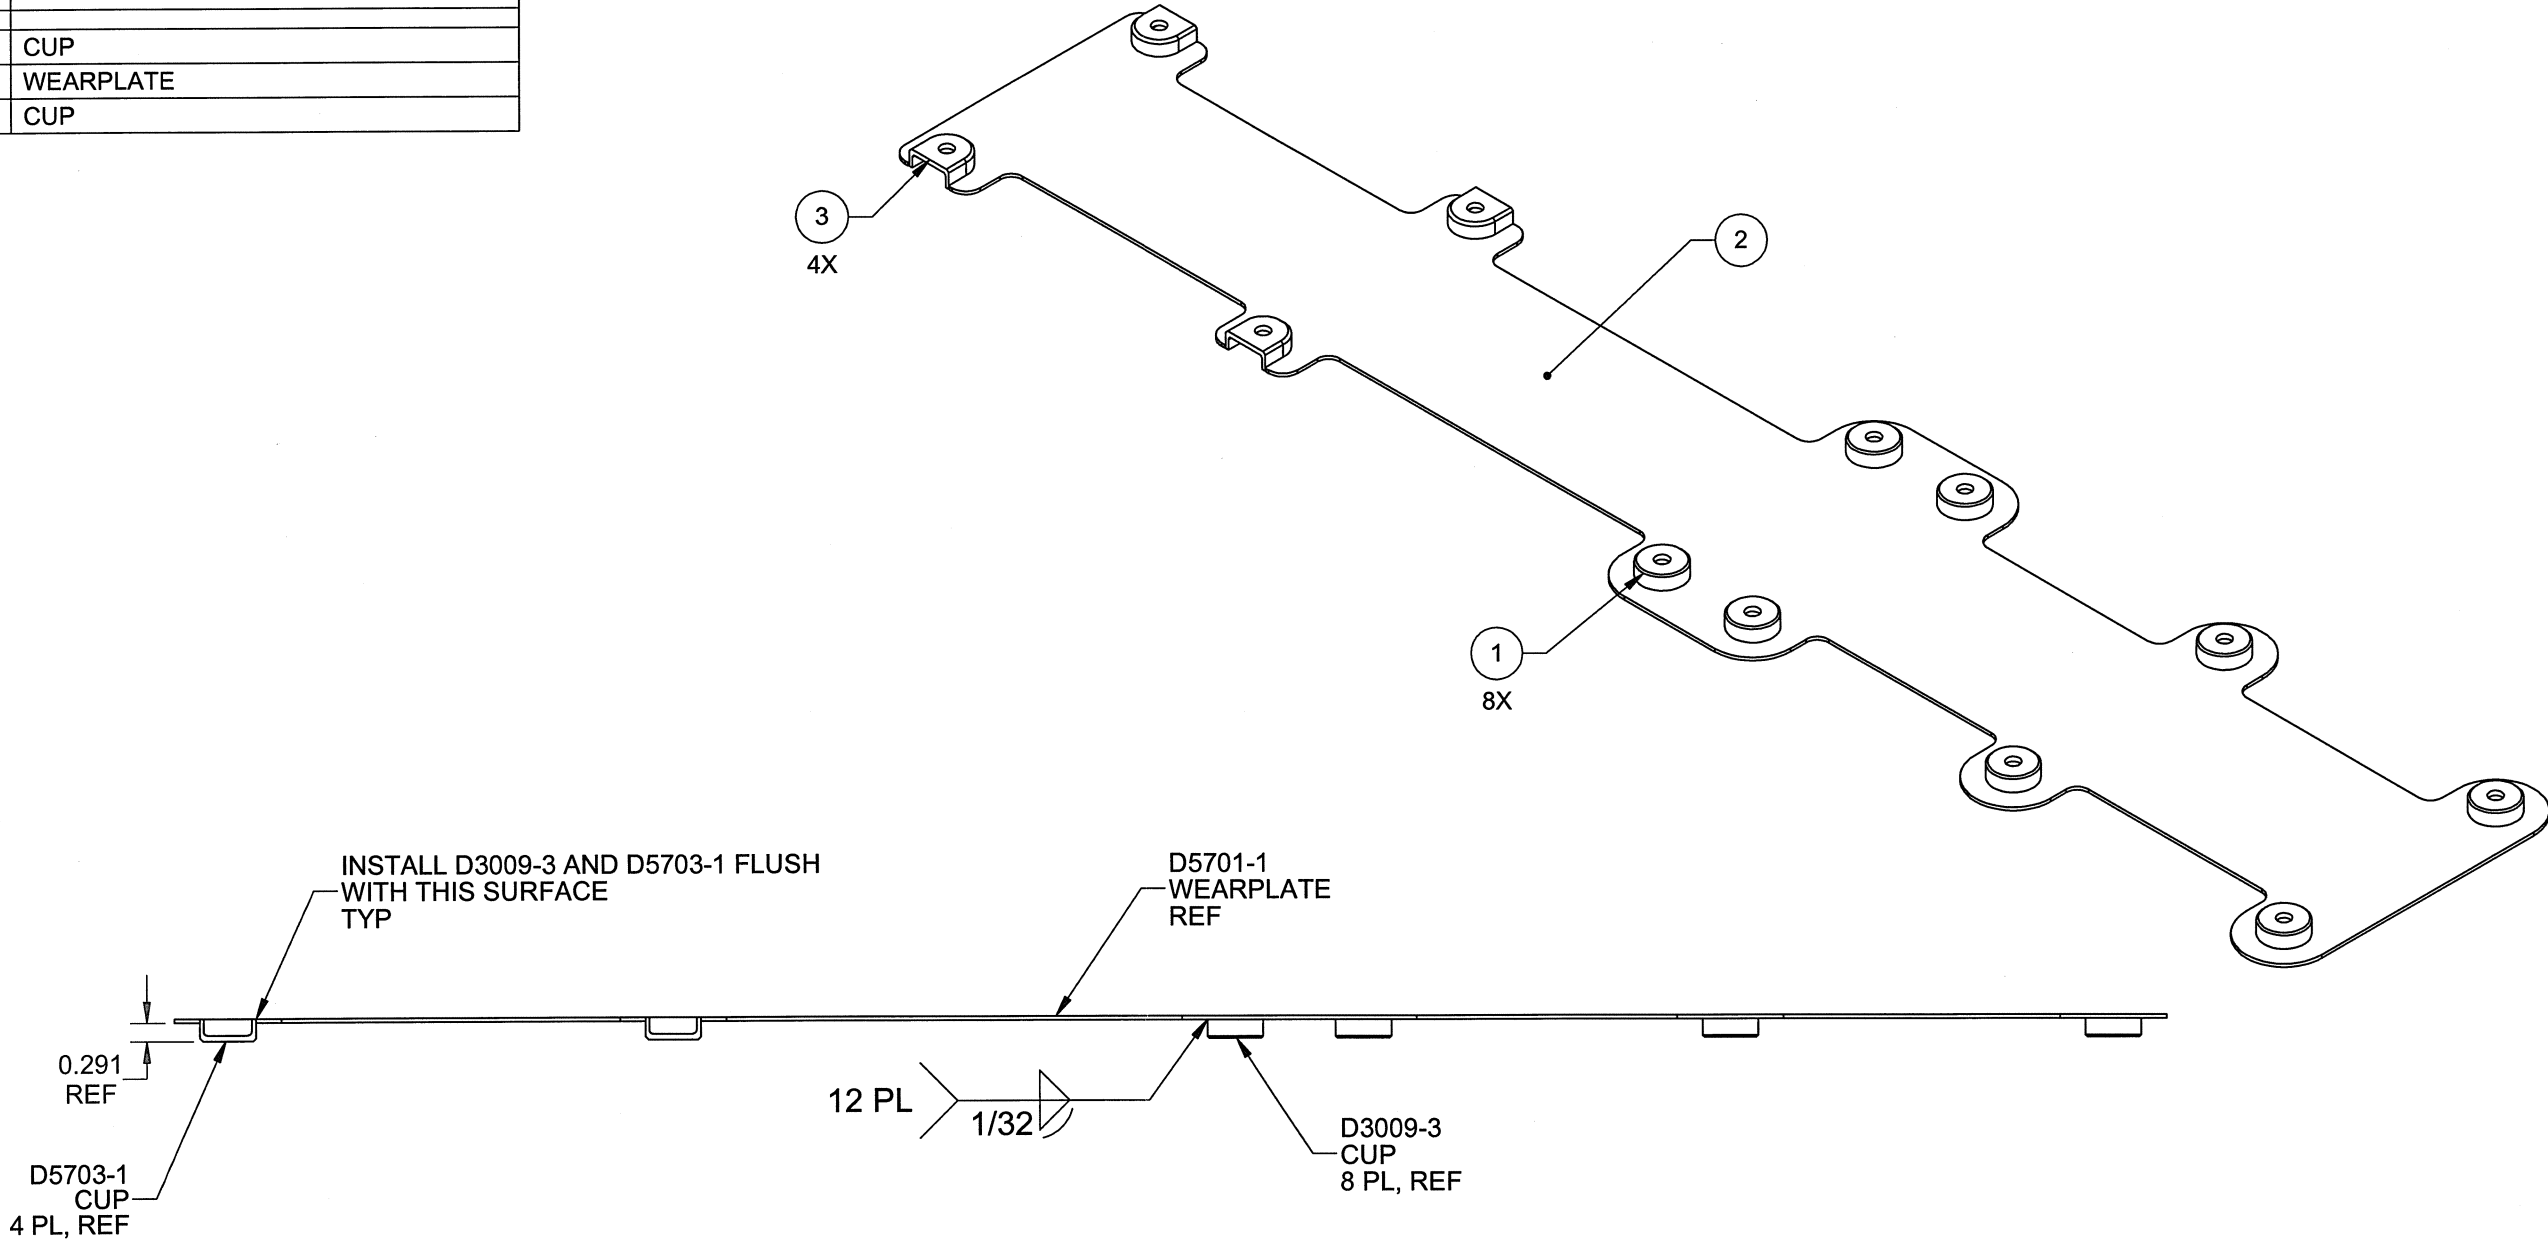 CUP
WEARPLATE
CUP
3
4X
2
1
8X
INSTALL D3009-3 AND D5703-1 FLUSH
WITH THIS SURFACE
TYP
D5701-1
WEARPLATE
REF
0.291
REF
12 PL
1/32
D3009-3
CUP
8 PL, REF
D5703-1
CUP
4 PL, REF